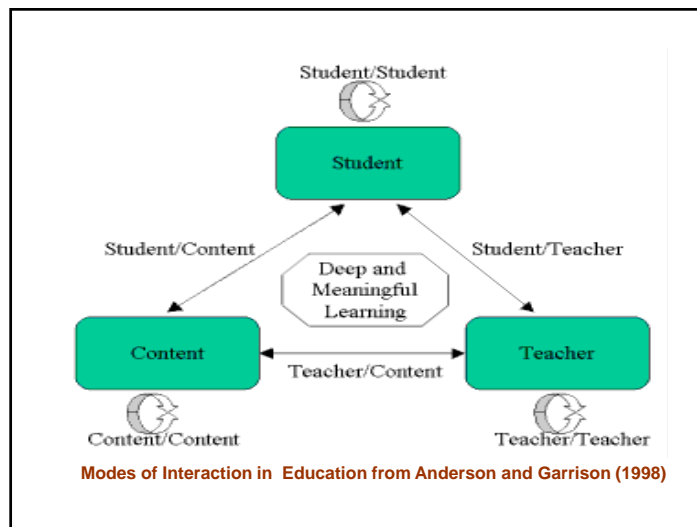 Student/Student
Student
Student/Content
Student/Teacher
Deep and
Meaningful
Learning
Content
Teacher
Teacher/Content
Content/Content
Teacher/Teacher
Modes of Interaction in Education from Anderson and Garrison (1998)